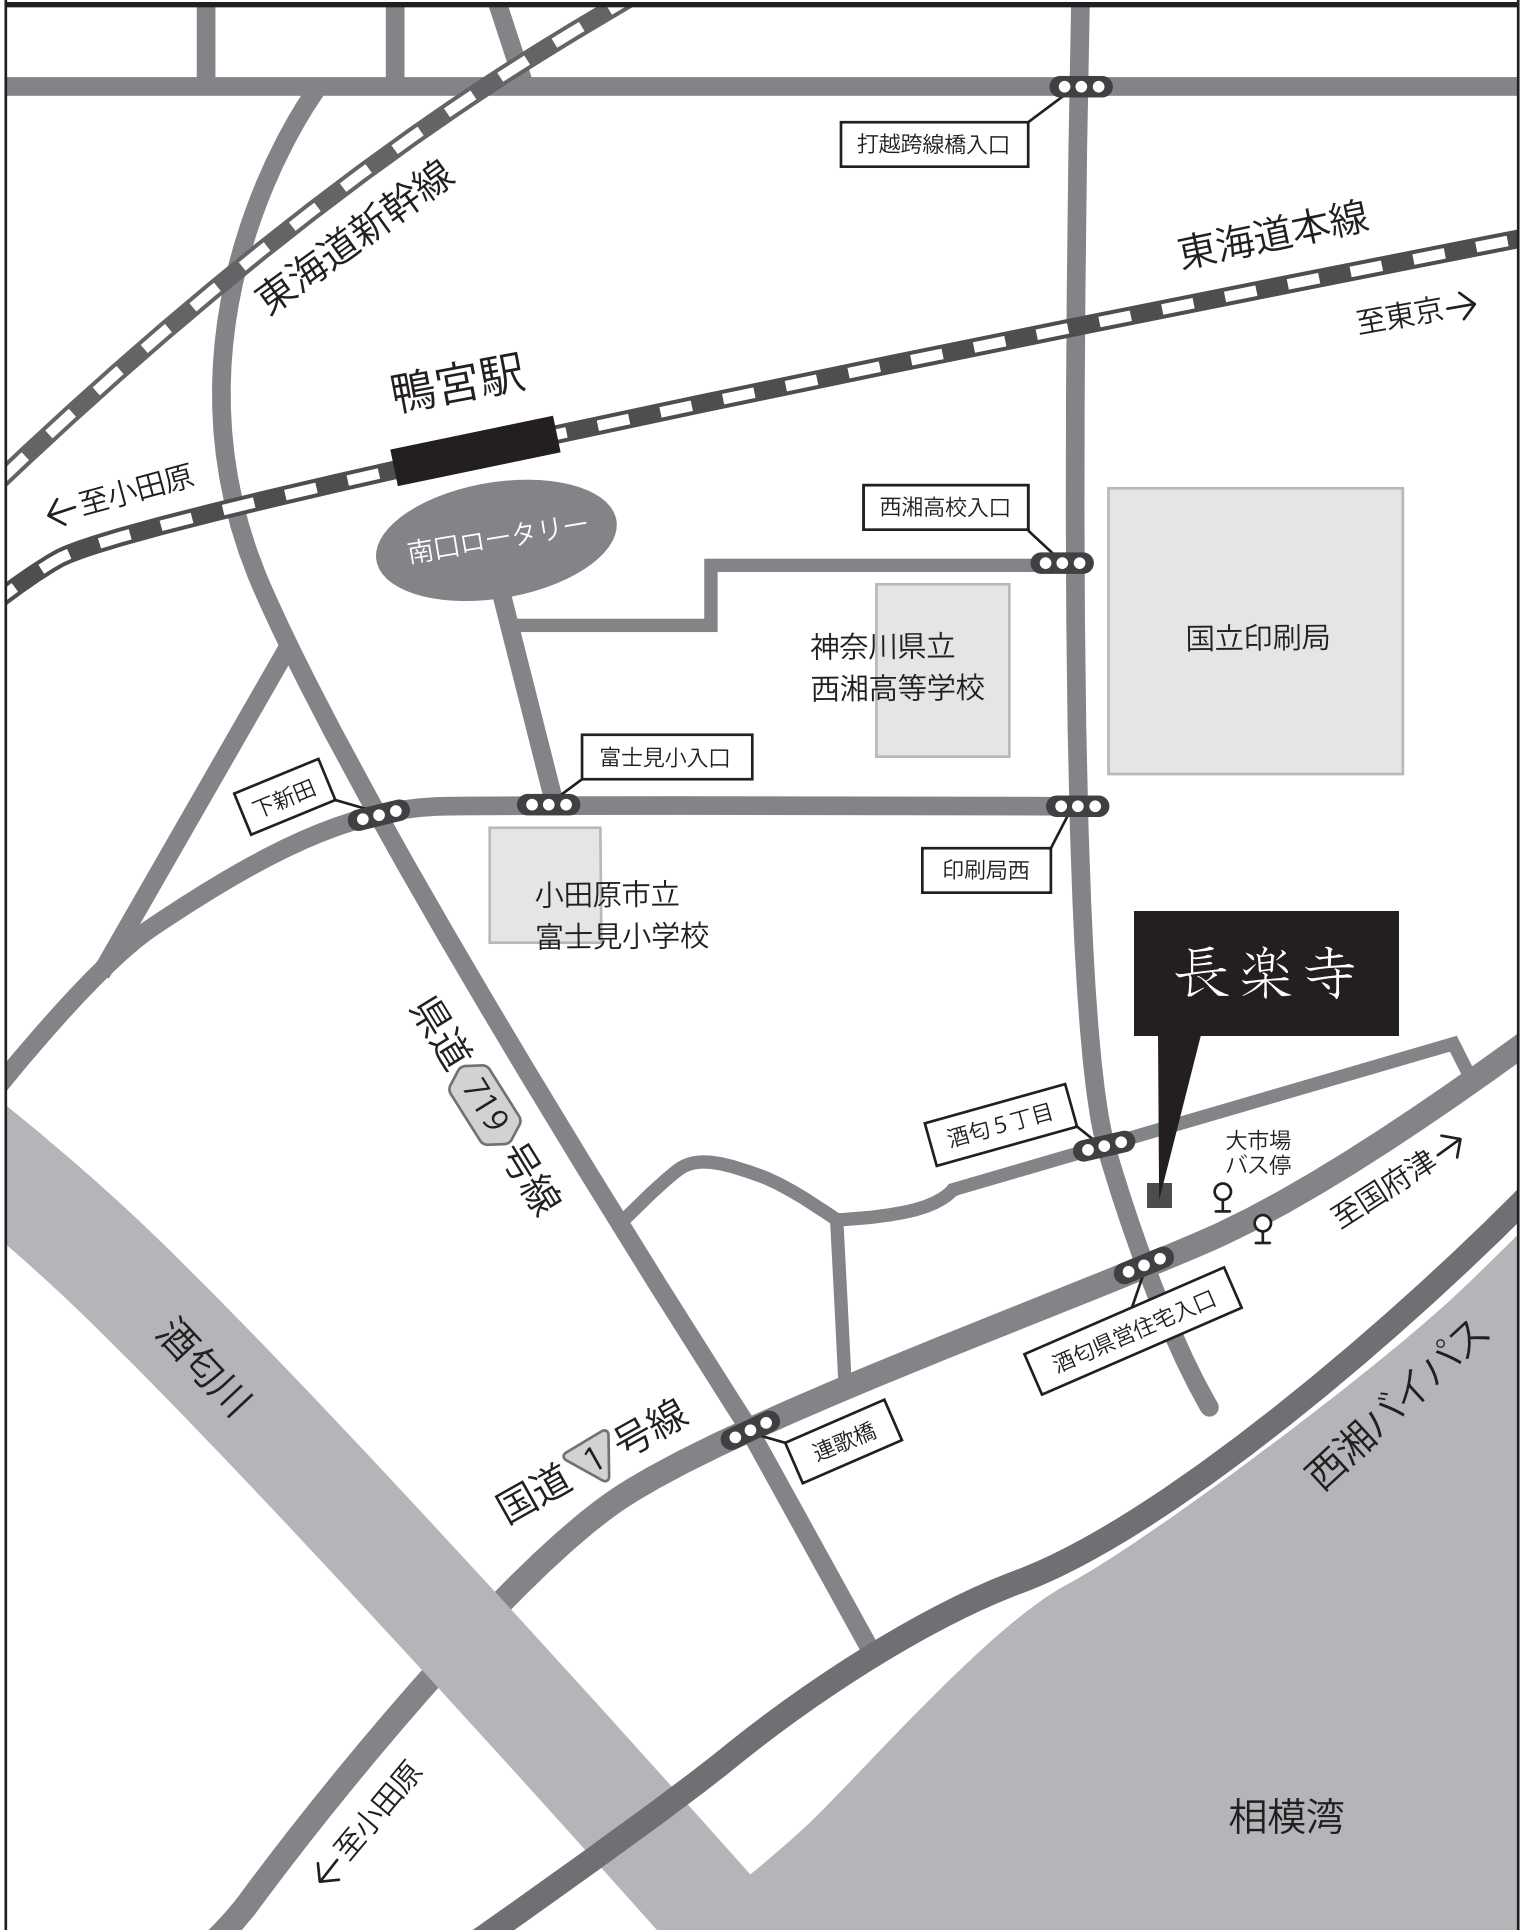 打越跨線橋入口
東海道新幹線
東海道本線
至東京→
鴨宮駅
←至小田原
南口ロータリー
西湘高校入口
国立印刷局
神奈川県立
西湘高等学校
富士見小入口
下新田
印刷局西
小田原市立
富士見小学校
長楽寺
県道719号線
酒匂5丁目
大市場
バス停
至国府津→
酒匂県営住宅入口
酒匂川
西湘バイパス
国道1号線
連歌橋
←至小田原
相模湾